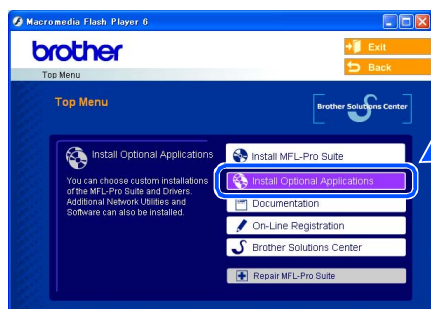 Macromedia Flash Player 6
brother
Exit
Back
Top Menu
Top Menu
Brother Solutions Center
Install Optional Applications
You can choose custom installations
of the MFL-Pro Suite and Drivers.
Additional Network Utilities and
Software can also be installed.
Install MFL-Pro Suite
Install Optional Applications
Documentation
On-Line Registration
Brother Solutions Center
Repair MFL-Pro Suite